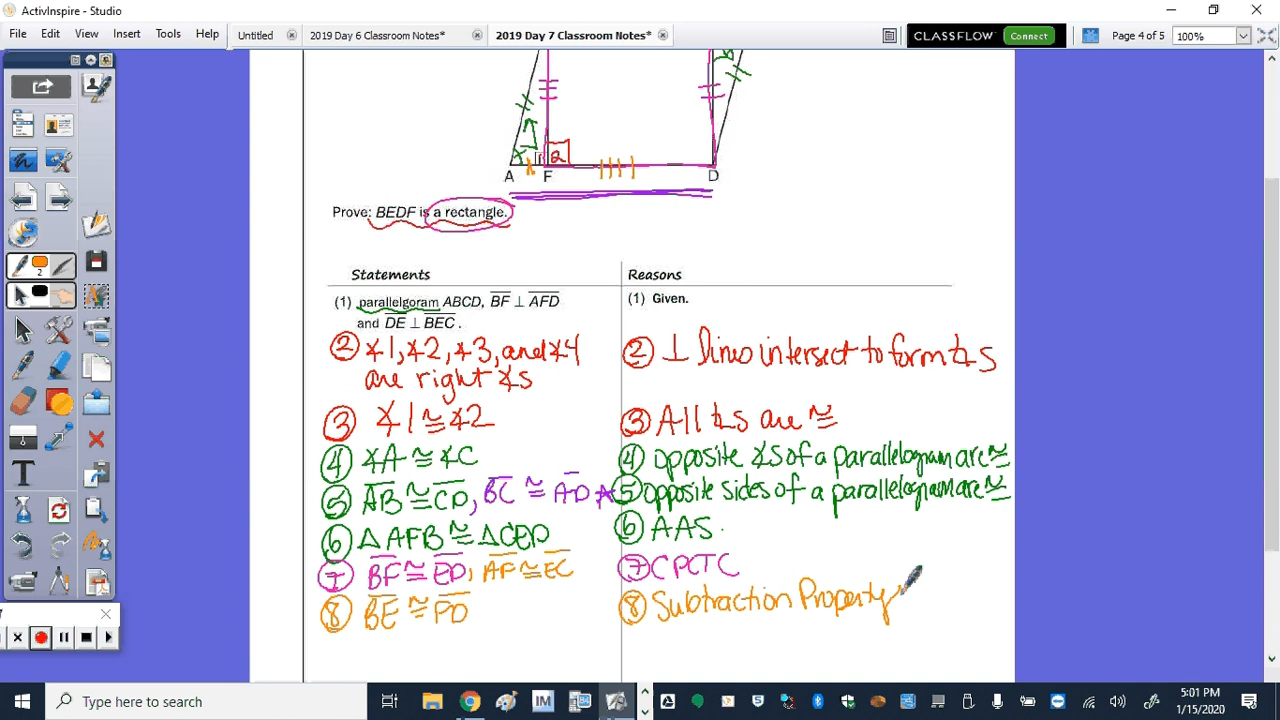 ActivInspire - Studio
File Edit View Insert Tools Help
Untitled
2019 Day 6 Classroom Notes*
2019 Day 7 Classroom Notes*
CLASSFLOW Connect
Page 4 of 5
100%
2
A F D
Prove: BEDF is a rectangle.
Statements Reasons
(1) parallelgoram ABCD, BF ⊥ AFD
and DE ⊥ BEC .
(1) Given.
② ∡1, ∡2, ∡3, and ∡4
are right ∡s
② ⊥ lines intersect to form ∟s
③ ∡1 ≅ ∡2
③ All ∟s are ≅
④ ∡A ≅ ∡C
④ opposite ∡s of a parallelogram are ≅
⑤ AB ≅ CD, BC ≅ AD ★
⑤ opposite sides of a parallelogram are ≅
⑥ △AFB ≅ △CED
⑥ AAS.
⑦ BF ≅ ED, AF ≅ EC
⑦ CPCTC
⑧ BE ≅ FD
⑧ Subtraction Property
2
T
Type here to search
IM
5:01 PM
1/15/2020